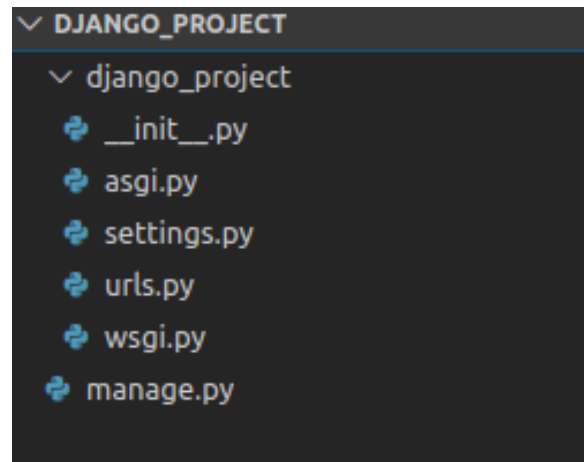 DJANGO_PROJECT
django_project
__init__.py
asgi.py
settings.py
urls.py
wsgi.py
manage.py